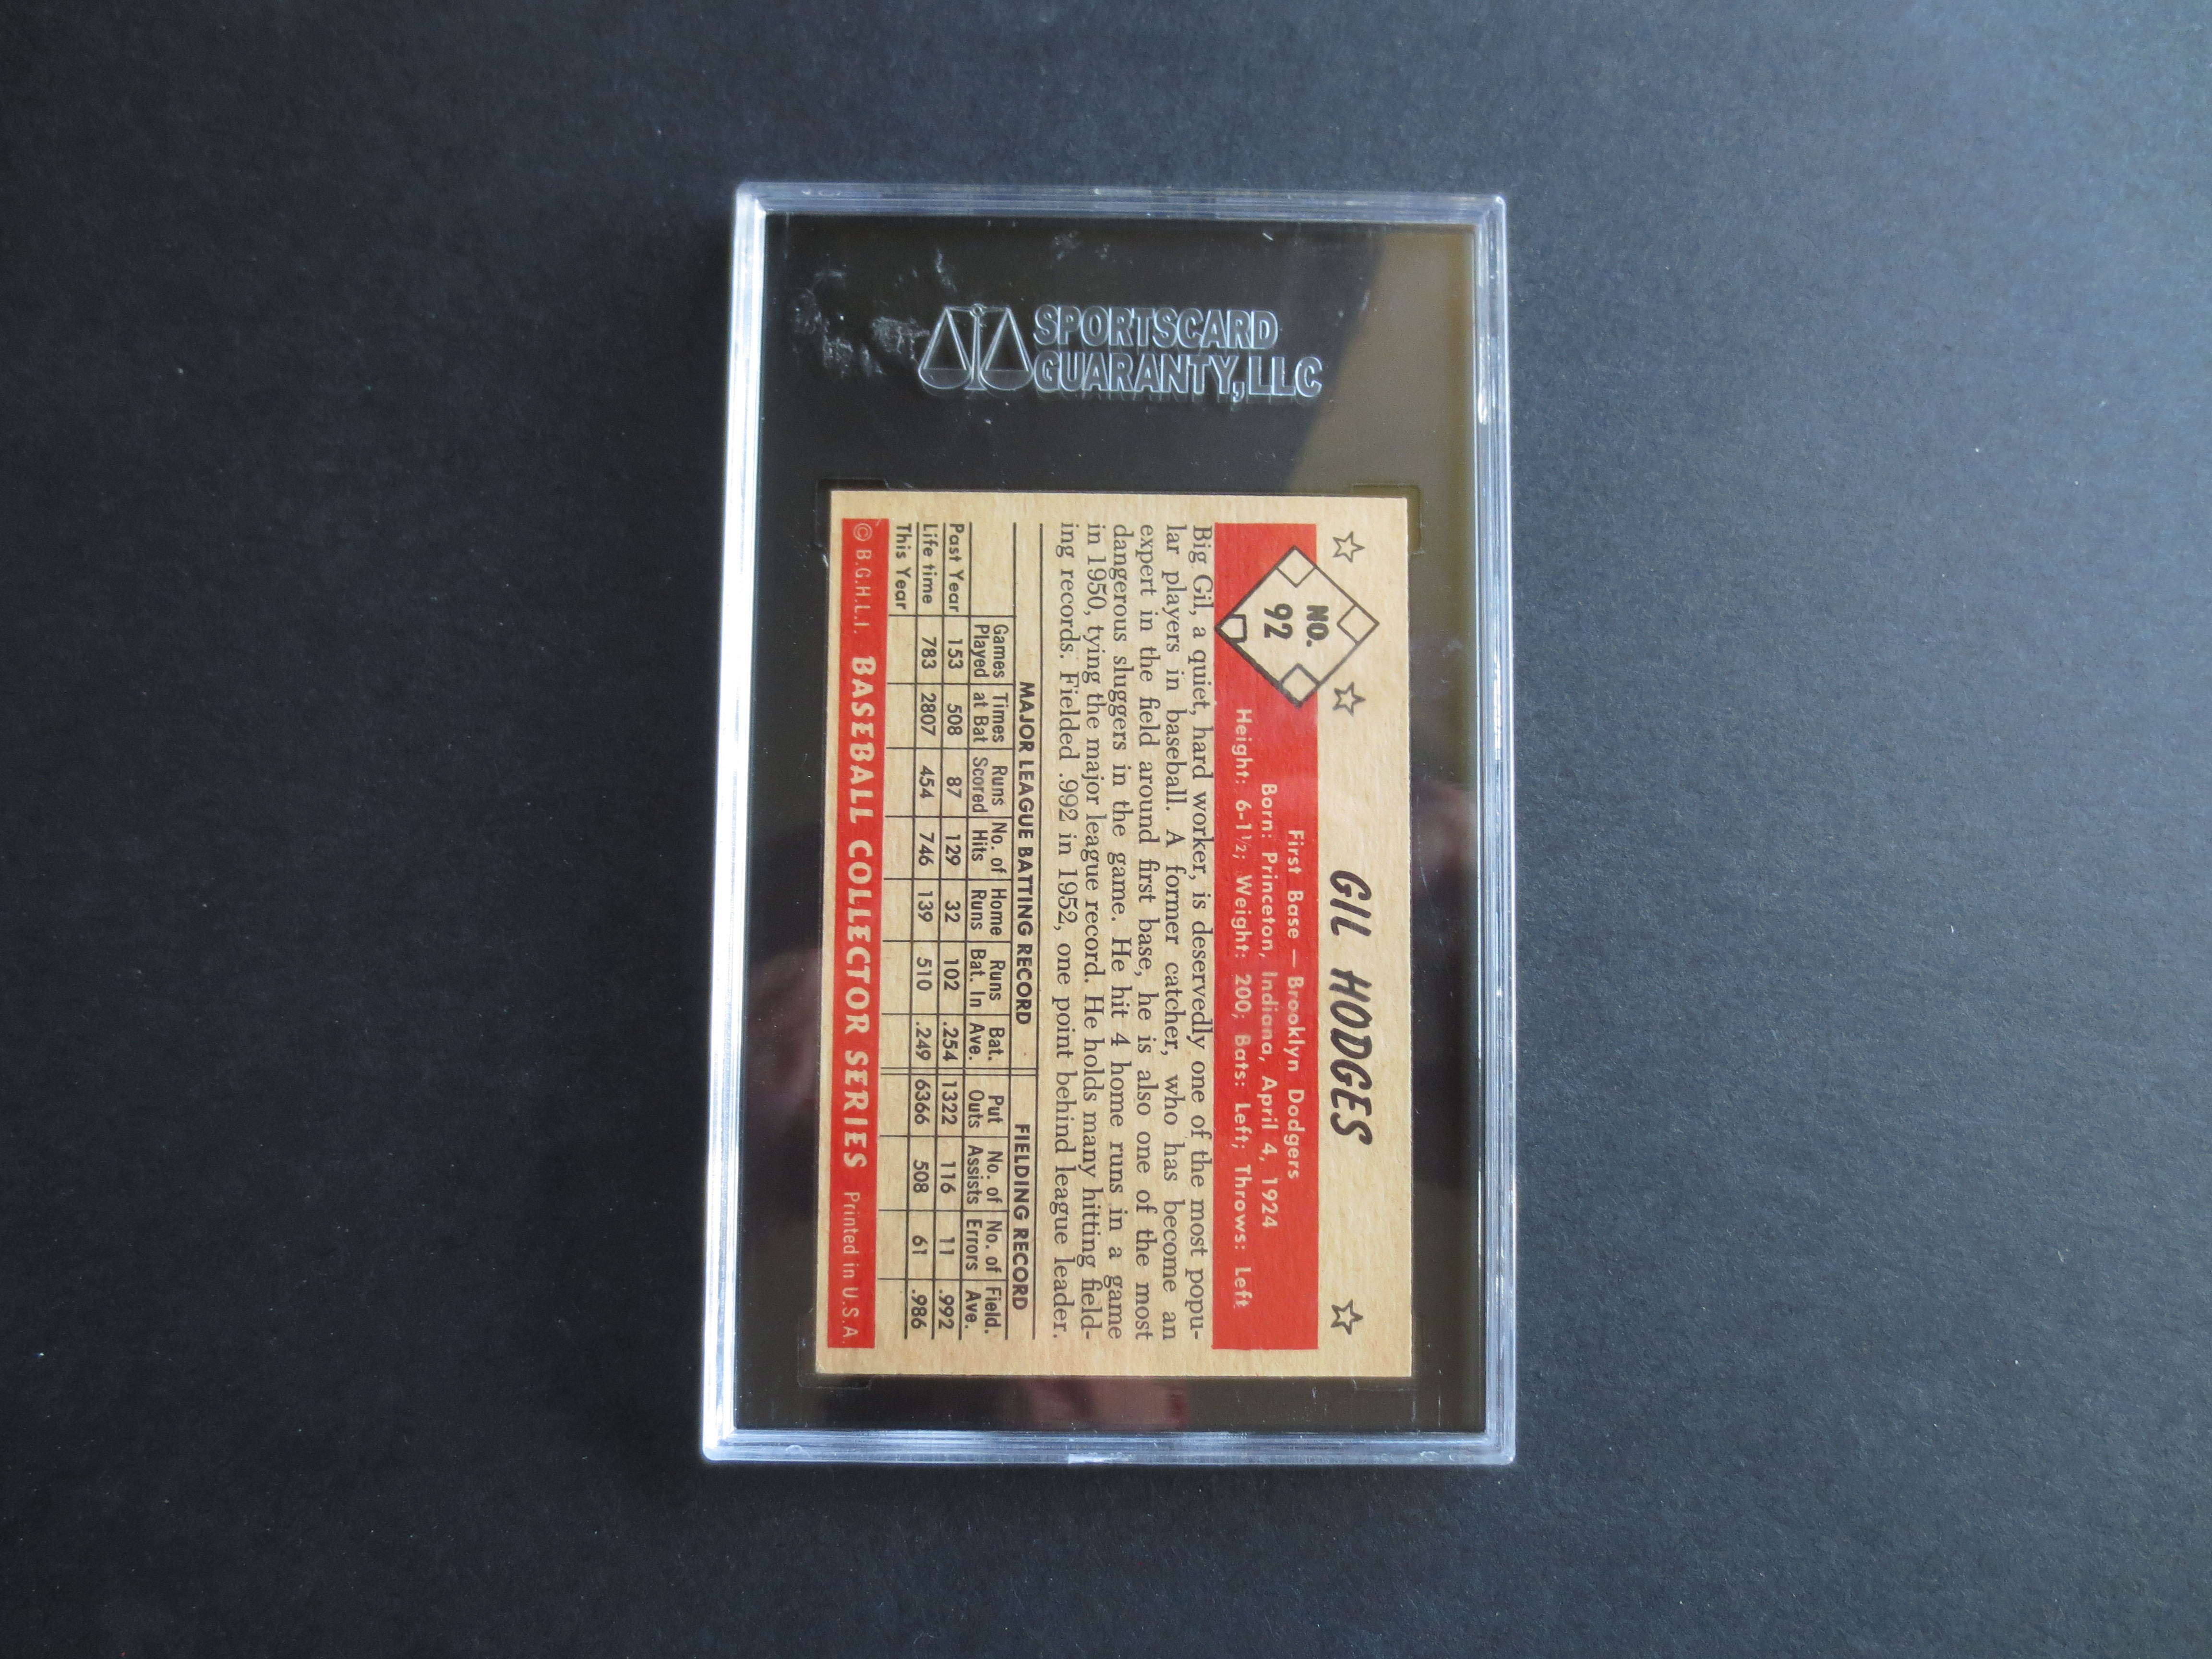 SPORTSCARD
GUARANTY, LLC
GIL HODGES
NO.
92
First Base — Brooklyn Dodgers
Born: Princeton, Indiana, April 4, 1924
Height: 6-1½; Weight: 200; Bats: Left; Throws: Left
Big Gil, a quiet, hard worker, is deservedly one of the most popu-
lar players in baseball. A former catcher, who has become an
expert in the field around first base, he is also one of the most
dangerous sluggers in the game. He hit 4 home runs in a game
in 1950, tying the major league record. He holds many hitting field-
ing records. Fielded .992 in 1952, one point behind league leader.
MAJOR LEAGUE BATTING RECORD FIELDING RECORD
Games Times Runs No. of Home Runs Bat. Put No. of No. of Field.
Played at Bat Scored Hits Runs Bat. In Ave. Outs Assists Errors Ave.
Past Year 153 508 87 129 32 102 .254 1322 116 11 .992
Life time 783 2807 454 746 139 510 .249 6366 508 61 .986
This Year
© B.G.H.L.I. BASEBALL COLLECTOR SERIES Printed in U.S.A.